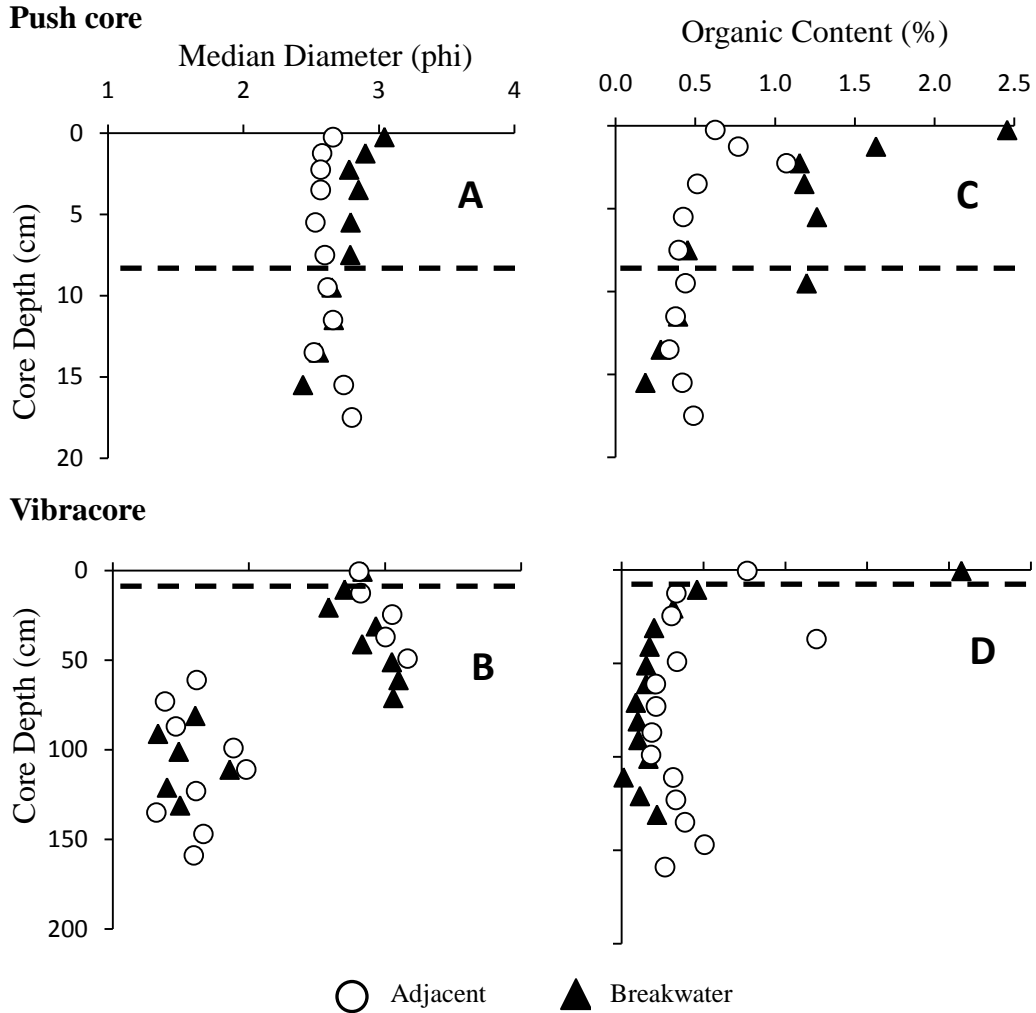 Push core
Median Diameter (phi)
Organic Content (%)
1 2 3 4
0.0 0.5 1.0 1.5 2.0 2.5
0
5
10
15
20
Core Depth (cm)
A
C
Vibracore
0
50
100
150
200
Core Depth (cm)
B
D
Adjacent Breakwater